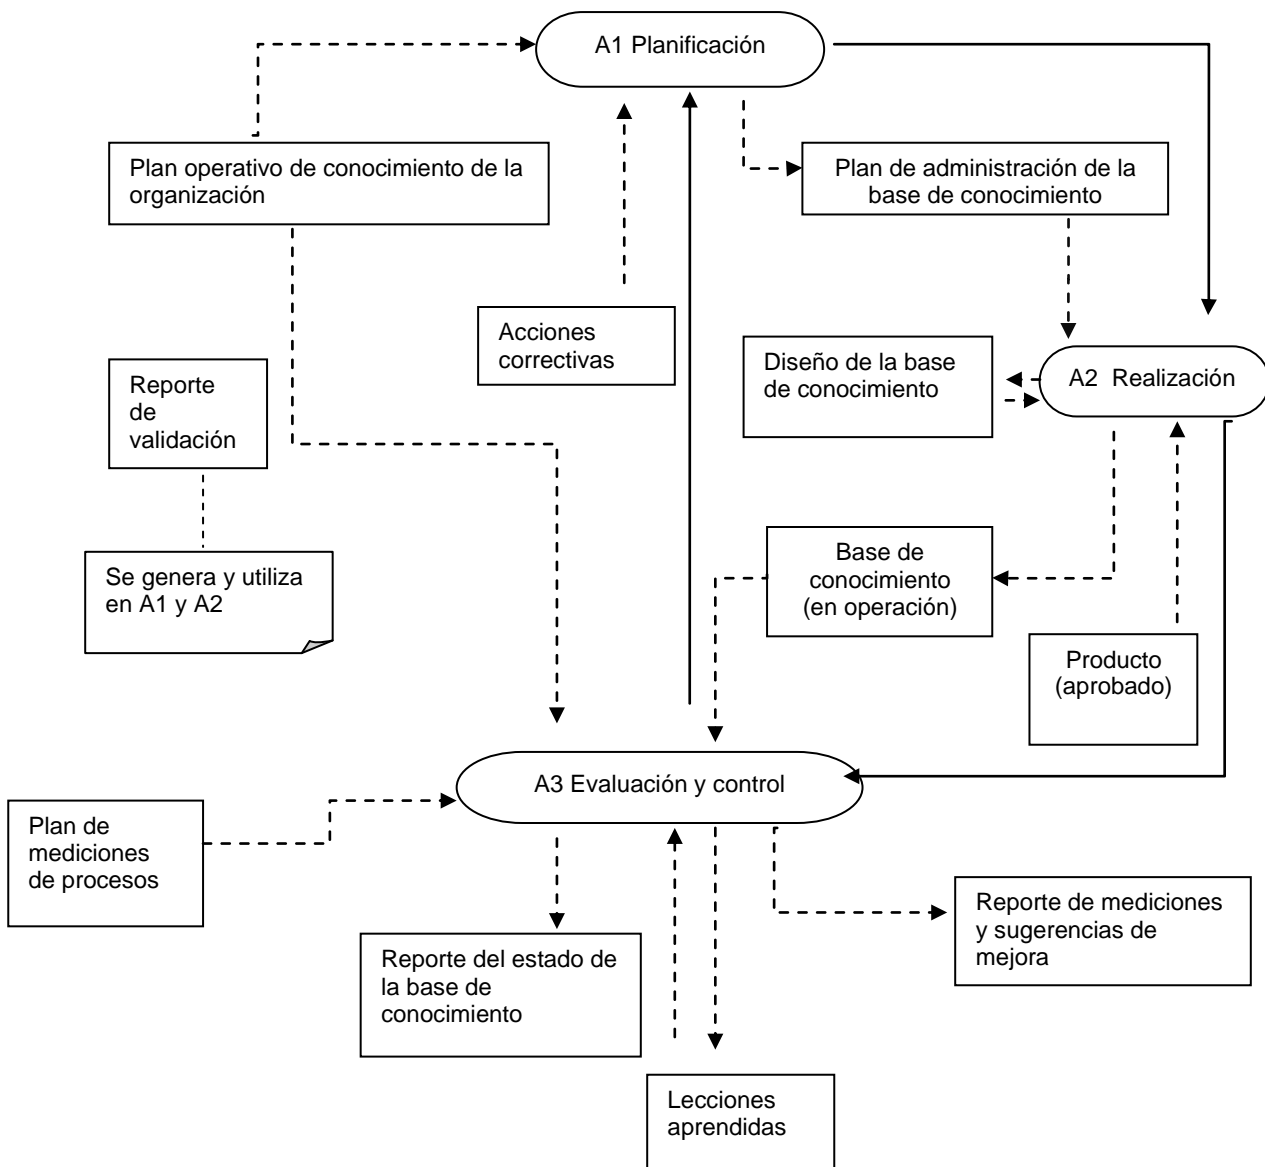 A1 Planificación
Plan operativo de conocimiento de la
organización
Plan de administración de la
base de conocimiento
Acciones
correctivas
Diseño de la base
de conocimiento
A2 Realización
Reporte
de
validación
Se genera y utiliza
en A1 y A2
Base de
conocimiento
(en operación)
Producto
(aprobado)
A3 Evaluación y control
Plan de
mediciones
de procesos
Reporte del estado de
la base de
conocimiento
Reporte de mediciones
y sugerencias de
mejora
Lecciones
aprendidas